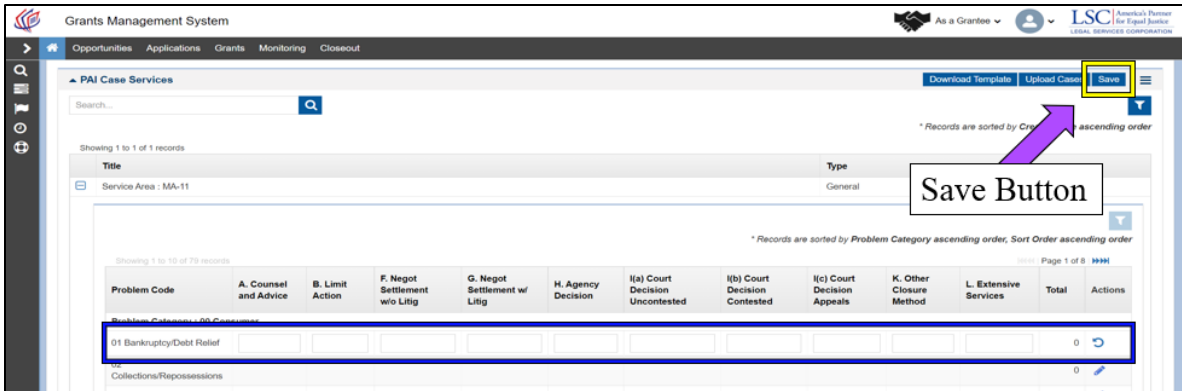 Grants Management System
As a Grantee
LSC America's Partner
for Equal Justice
LEGAL SERVICES CORPORATION
Opportunities Applications Grants Monitoring Closeout
PAI Case Services
Download Template Upload Cases Save
Search...
* Records are sorted by ascending order
Showing 1 to 1 of 1 records
Title Type
Service Area : MA-11 General
Save Button
* Records are sorted by Problem Category ascending order, Sort Order ascending order
Showing 1 to 10 of 79 records Page 1 of 8
Problem Code A. Counsel and Advice B. Limit Action F. Negot Settlement w/o Litig G. Negot Settlement w/ Litig H. Agency Decision I(a) Court Decision Uncontested I(b) Court Decision Contested I(c) Court Decision Appeals K. Other Closure Method L. Extensive Services Total Actions
Problem Category : 00 Consumer
01 Bankruptcy/Debt Relief 0
02
Collections/Repossessions 0